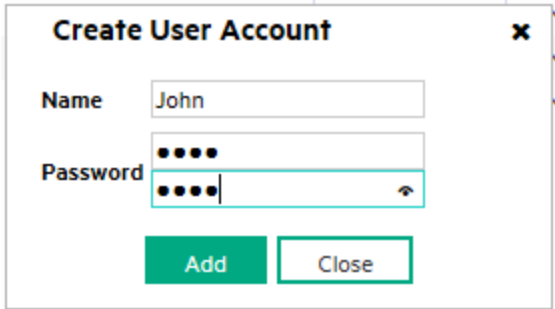 Create User Account
Name John
Password ••••
••••
Add Close